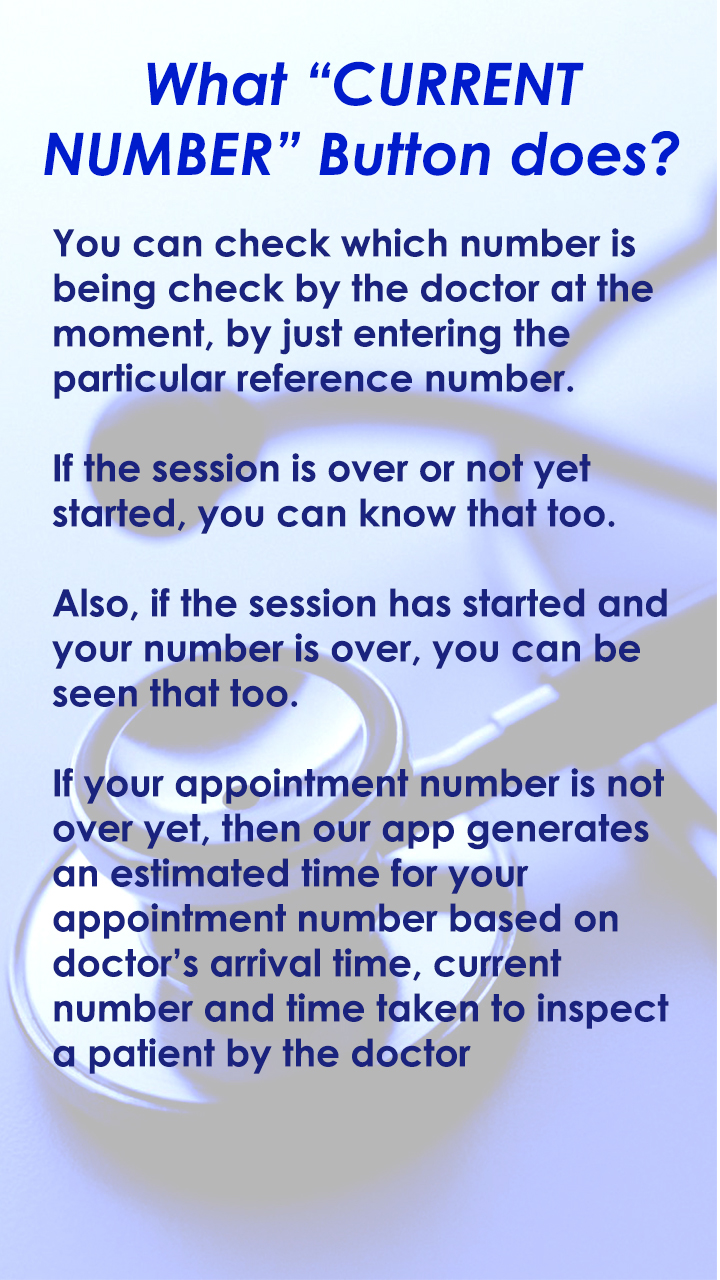 What “CURRENT
NUMBER” Button does?
You can check which number is
being check by the doctor at the
moment, by just entering the
particular reference number.
If the session is over or not yet
started, you can know that too.
Also, if the session has started and
your number is over, you can be
seen that too.
If your appointment number is not
over yet, then our app generates
an estimated time for your
appointment number based on
doctor’s arrival time, current
number and time taken to inspect
a patient by the doctor